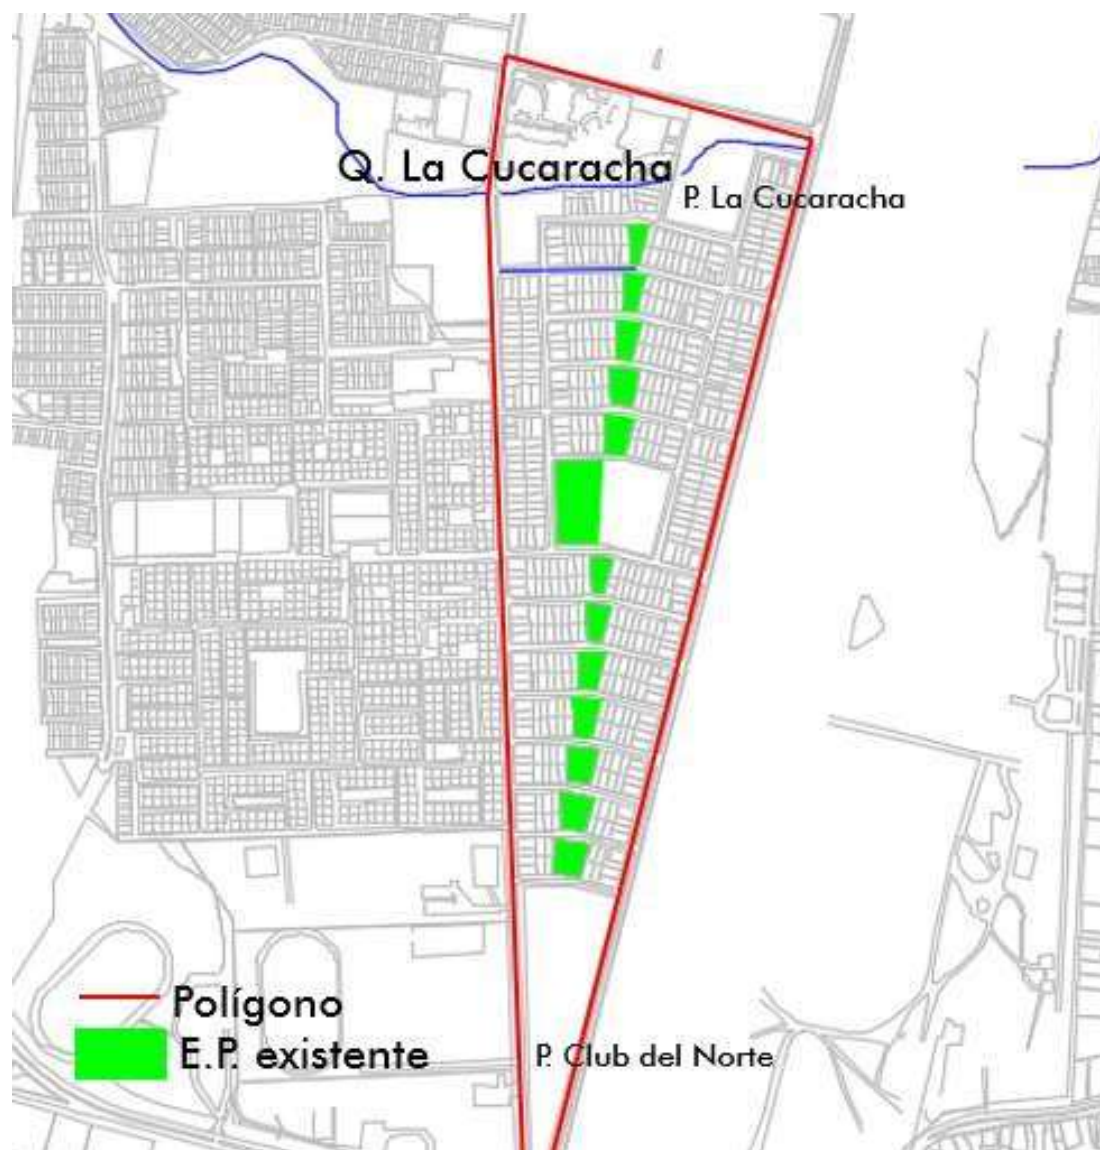 Q. La Cucaracha
P. La Cucaracha
Polígono
E.P. existente
P. Club del Norte